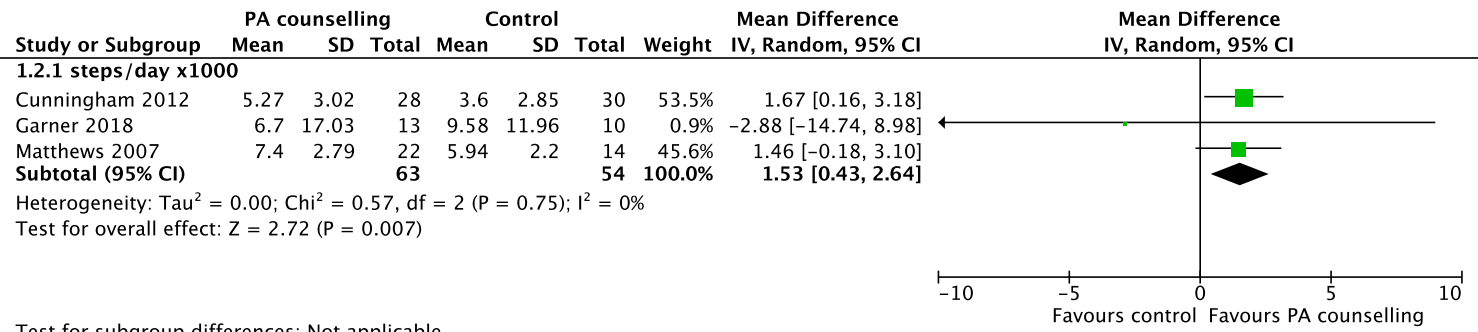 PA counselling Control Mean Difference Mean Difference
Study or Subgroup Mean SD Total Mean SD Total Weight IV, Random, 95% CI IV, Random, 95% CI
1.2.1 steps/day x1000
Cunningham 2012 5.27 3.02 28 3.6 2.85 30 53.5% 1.67 [0.16, 3.18]
Garner 2018 6.7 17.03 13 9.58 11.96 10 0.9% −2.88 [−14.74, 8.98]
Matthews 2007 7.4 2.79 22 5.94 2.2 14 45.6% 1.46 [−0.18, 3.10]
Subtotal (95% CI) 63 54 100.0% 1.53 [0.43, 2.64]
Heterogeneity: Tau² = 0.00; Chi² = 0.57, df = 2 (P = 0.75); I² = 0%
Test for overall effect: Z = 2.72 (P = 0.007)
−10 −5 0 5 10
Favours control Favours PA counselling
Test for subgroup differences: Not applicable